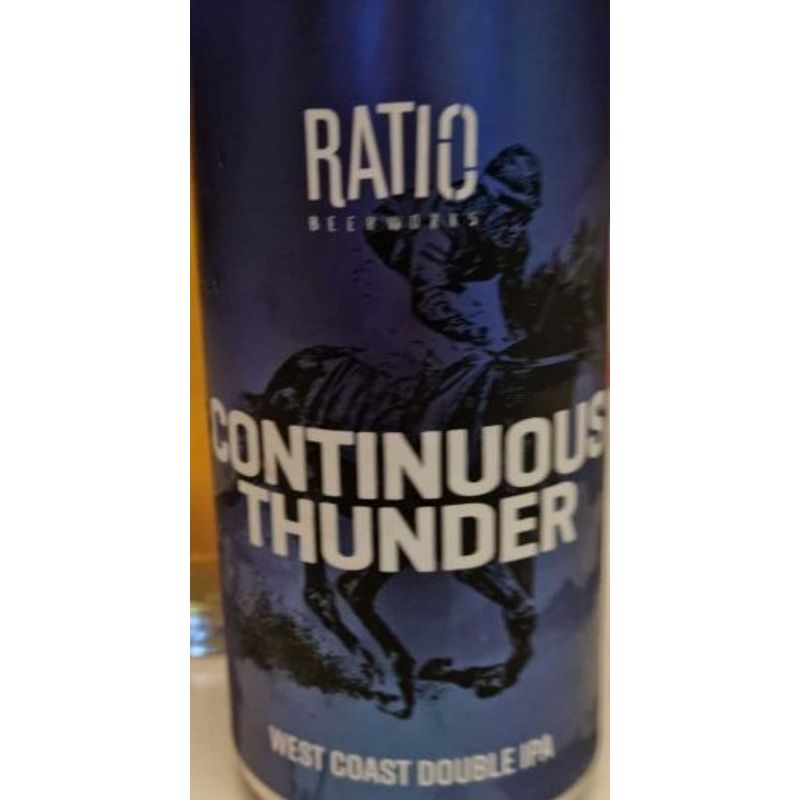 RATIO
BEERWORKS
CONTINUOUS
THUNDER
WEST COAST DOUBLE IPA